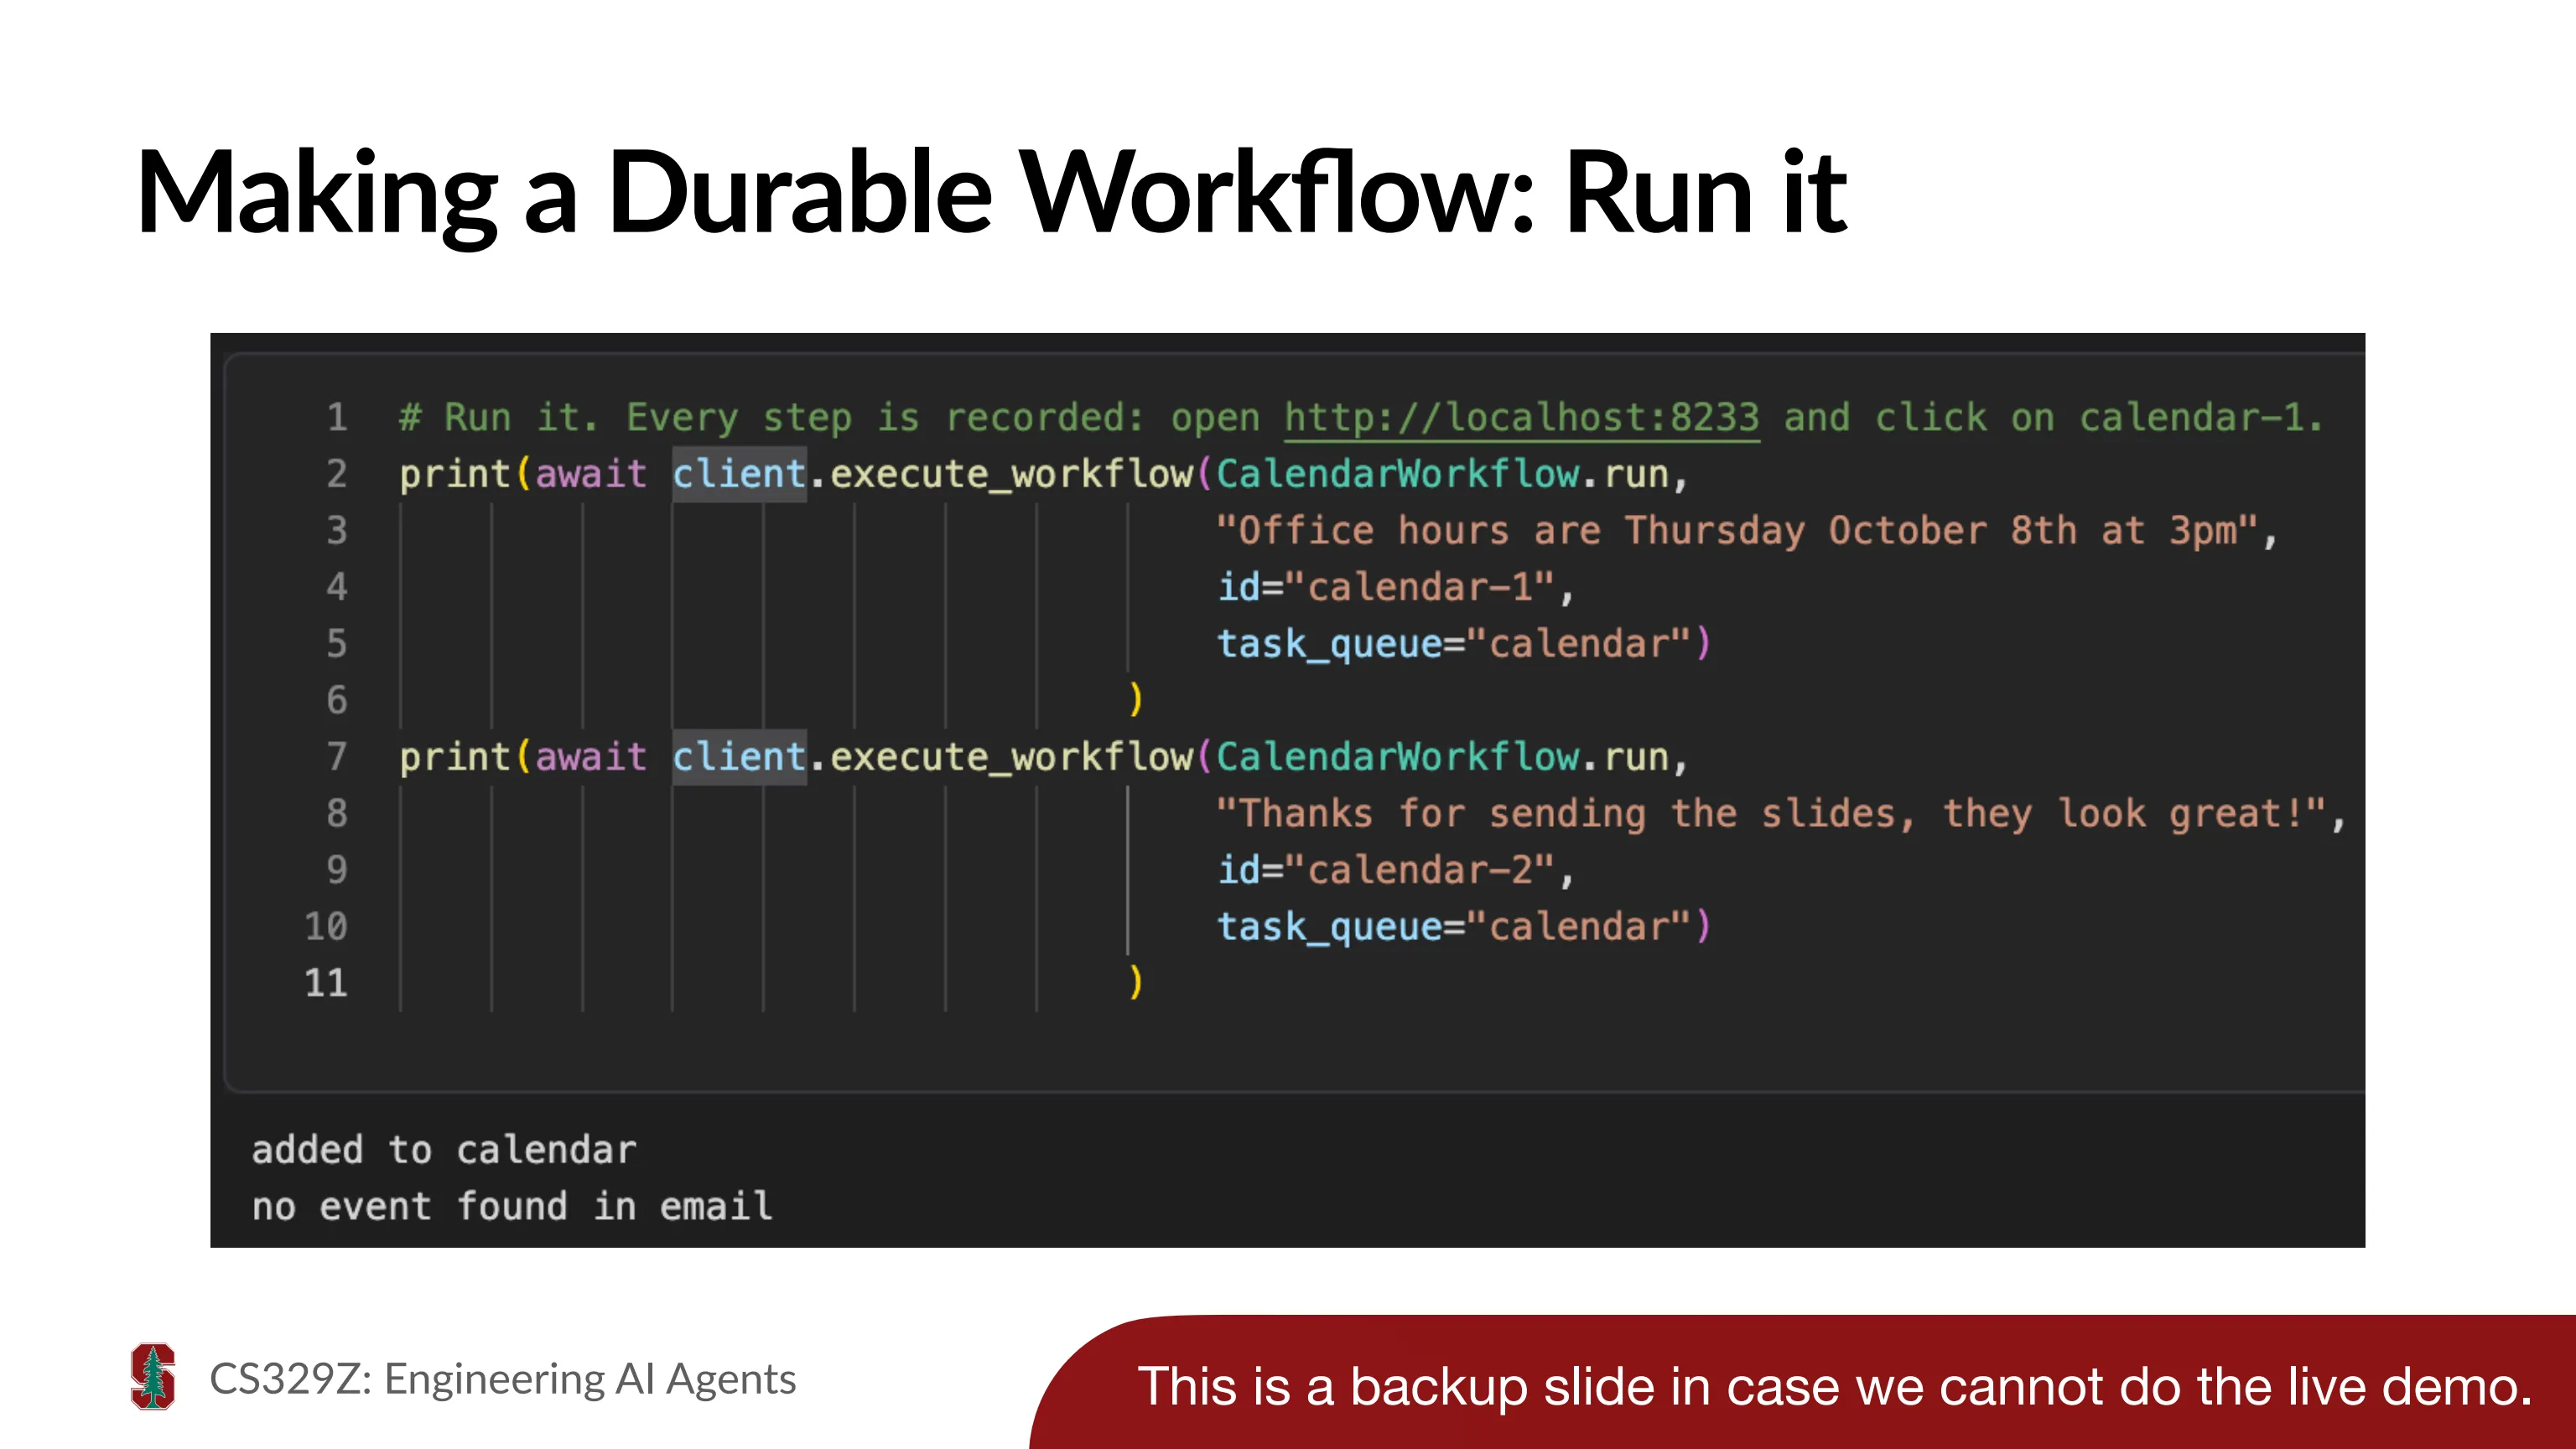 Making a Durable Workflow: Run it
1 # Run it. Every step is recorded: open http://localhost:8233 and click on calendar-1.
2 print(await client.execute_workflow(CalendarWorkflow.run,
3 "Office hours are Thursday October 8th at 3pm",
4 id="calendar-1",
5 task_queue="calendar")
6 )
7 print(await client.execute_workflow(CalendarWorkflow.run,
8 "Thanks for sending the slides, they look great!",
9 id="calendar-2",
10 task_queue="calendar")
11 )
added to calendar
no event found in email
CS329Z: Engineering AI Agents
This is a backup slide in case we cannot do the live demo.